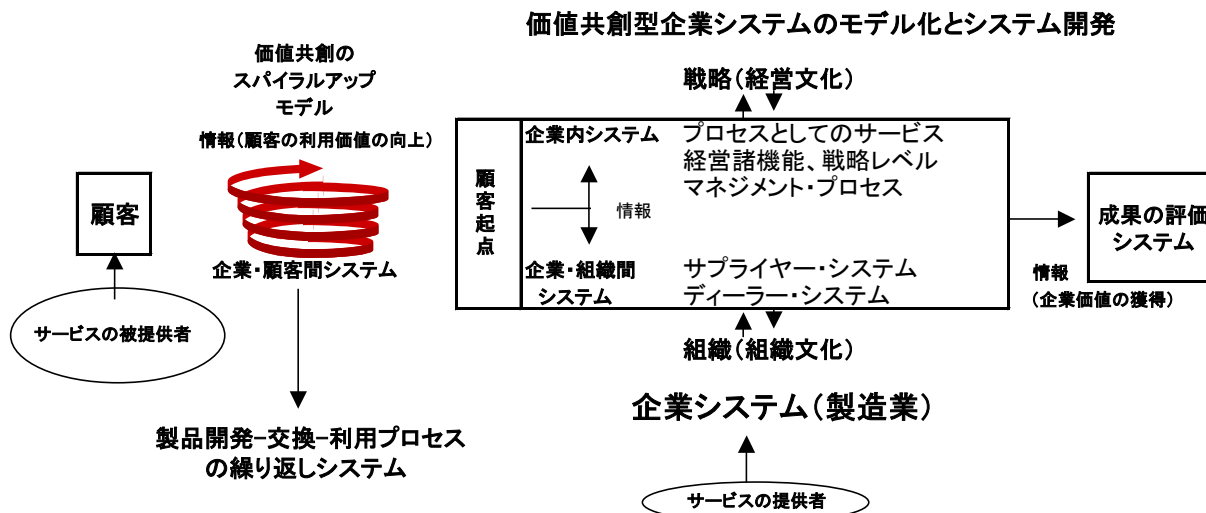 価値共創型企業システムのモデル化とシステム開発
価値共創の
スパイラルアップ
モデル
情報(顧客の利用価値の向上)
顧客
企業・顧客間システム
サービスの被提供者
製品開発-交換-利用プロセス
の繰り返しシステム
戦略(経営文化)
顧客起点
企業内システム
プロセスとしてのサービス
経営諸機能、戦略レベル
マネジメント・プロセス
情報
企業・組織間
システム
サプライヤー・システム
ディーラー・システム
組織(組織文化)
企業システム(製造業)
サービスの提供者
成果の評価
システム
情報
(企業価値の獲得)